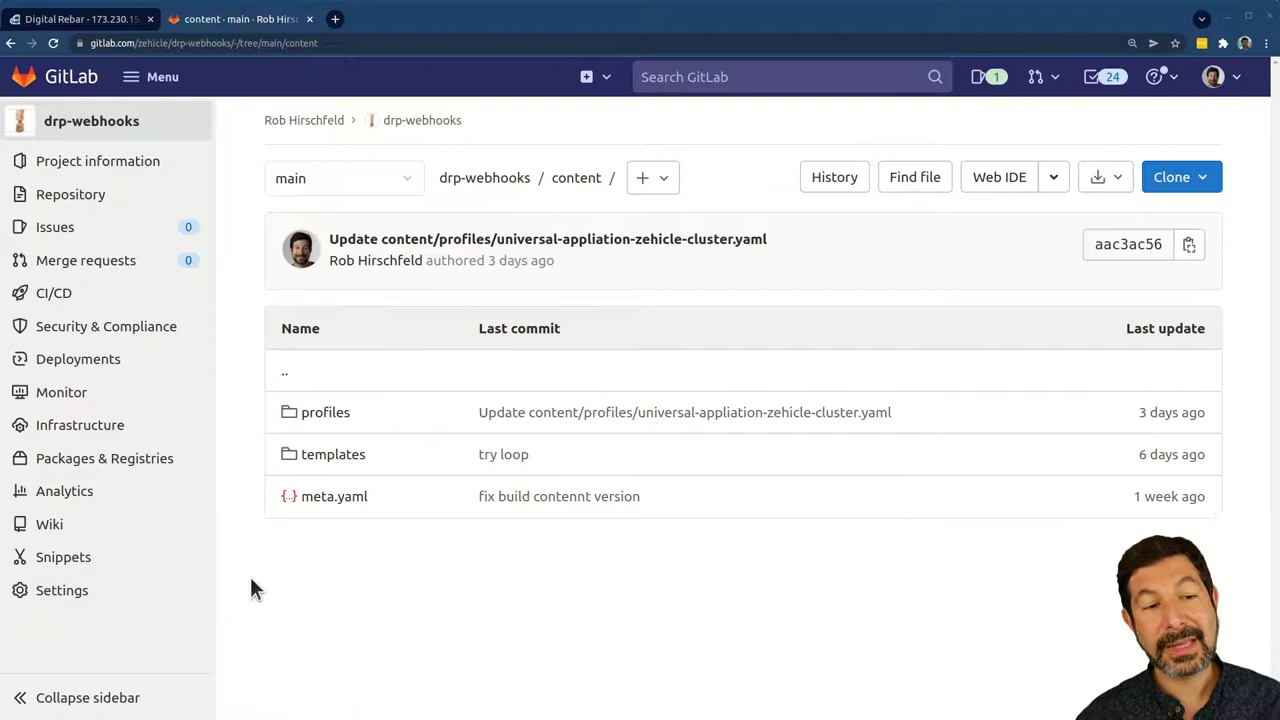 Digital Rebar - 173.230.15
content · main · Rob Hirsc
gitlab.com/zehicle/drp-webhooks/-/tree/main/content
GitLab
Menu
Search GitLab
1
24
drp-webhooks
Project information
Repository
Issues 0
Merge requests 0
CI/CD
Security & Compliance
Deployments
Monitor
Infrastructure
Packages & Registries
Analytics
Wiki
Snippets
Settings
Collapse sidebar
Rob Hirschfeld › drp-webhooks
main
drp-webhooks / content /
History
Find file
Web IDE
Clone
Update content/profiles/universal-appliation-zehicle-cluster.yaml
Rob Hirschfeld authored 3 days ago
aac3ac56
Name Last commit Last update
..
profiles Update content/profiles/universal-appliation-zehicle-cluster.yaml 3 days ago
templates try loop 6 days ago
meta.yaml fix build contennt version 1 week ago